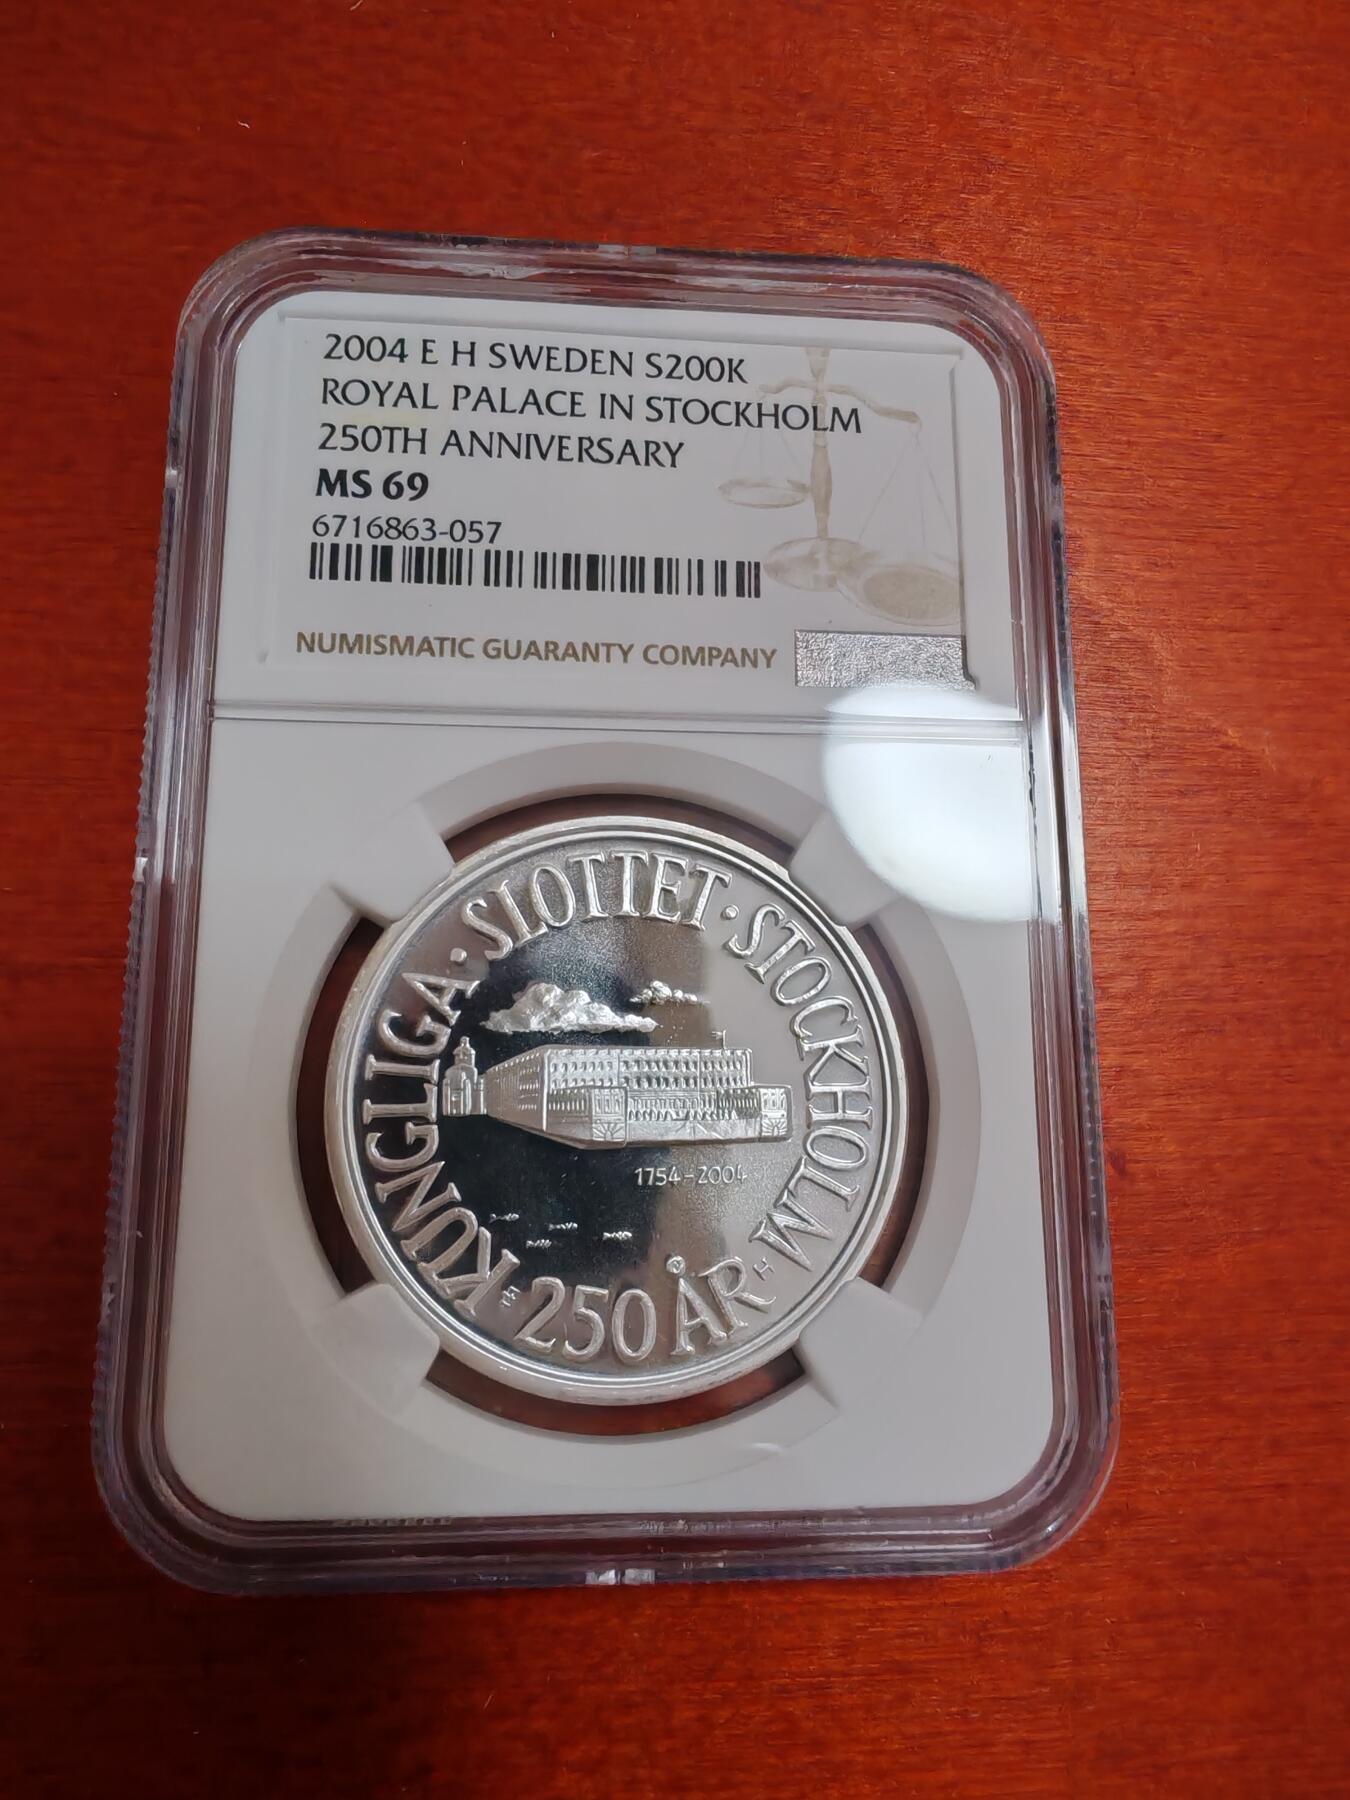 2004 E H SWEDEN S200K
ROYAL PALACE IN STOCKHOLM
250TH ANNIVERSARY
MS 69
6716863-057
NUMISMATIC GUARANTY COMPANY
KUNGLIGA · SLOTTET · STOCKHOLM
1754-2004
250 ÅR
H